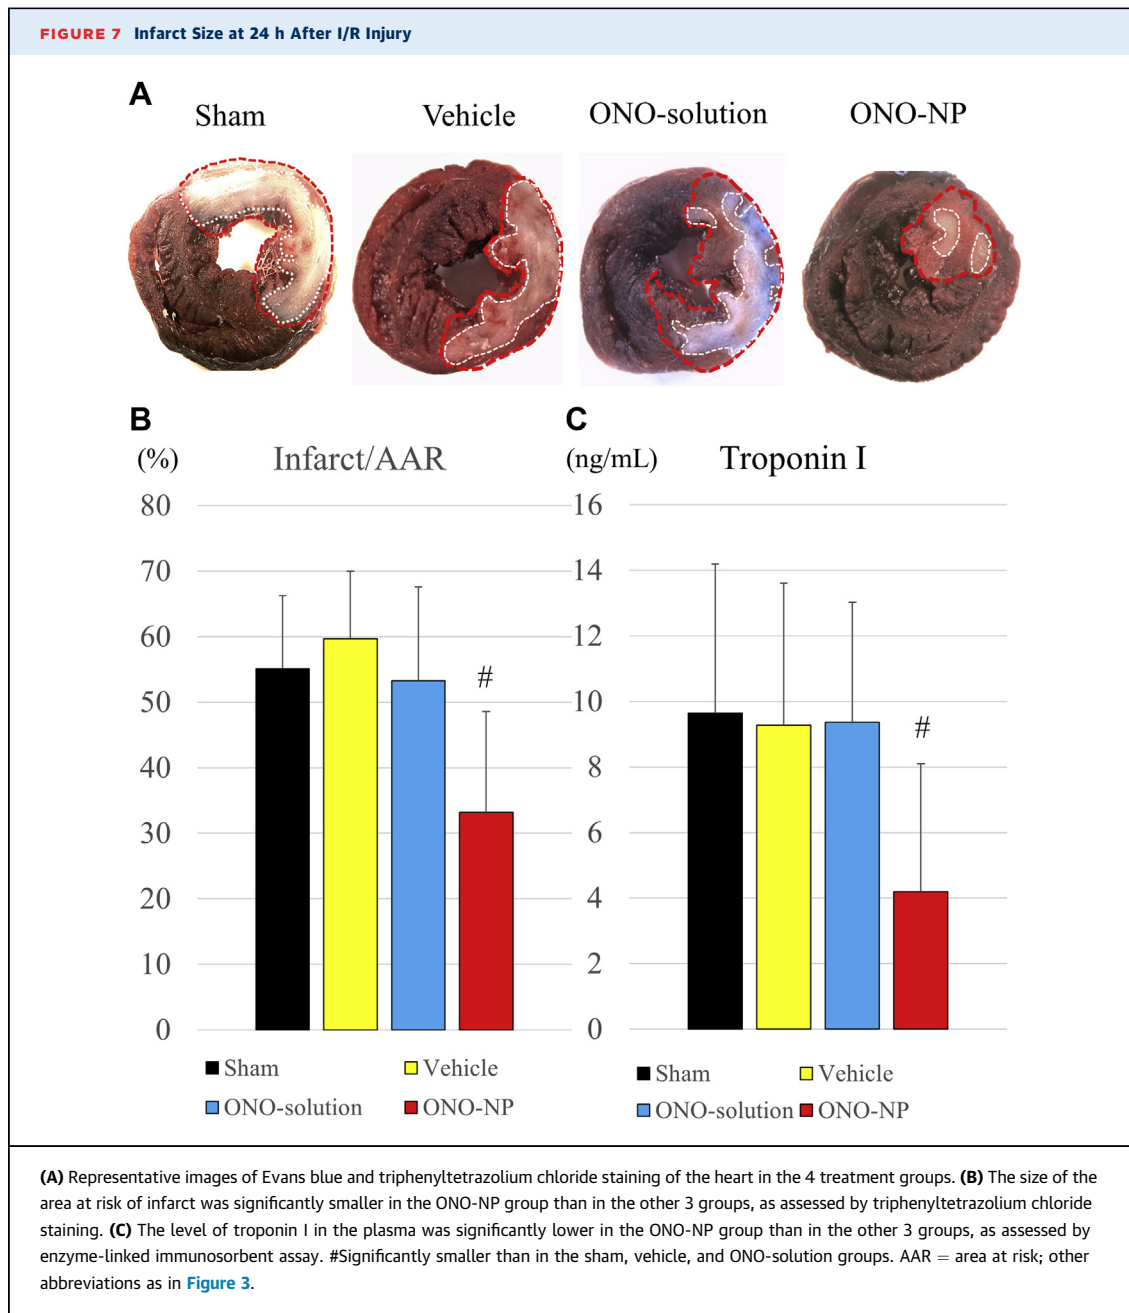 FIGURE 7 Infarct Size at 24 h After I/R Injury
A
Sham
Vehicle
ONO-solution
ONO-NP
B
(%)
Infarct/AAR
80
70
60
50
40
30
20
10
0
#
Sham
Vehicle
ONO-solution
ONO-NP
C
(ng/mL)
Troponin I
16
14
12
10
8
6
4
2
0
#
Sham
Vehicle
ONO-solution
ONO-NP
(A) Representative images of Evans blue and triphenyltetrazolium chloride staining of the heart in the 4 treatment groups. (B) The size of the
area at risk of infarct was significantly smaller in the ONO-NP group than in the other 3 groups, as assessed by triphenyltetrazolium chloride
staining. (C) The level of troponin I in the plasma was significantly lower in the ONO-NP group than in the other 3 groups, as assessed by
enzyme-linked immunosorbent assay. #Significantly smaller than in the sham, vehicle, and ONO-solution groups. AAR = area at risk; other
abbreviations as in Figure 3.